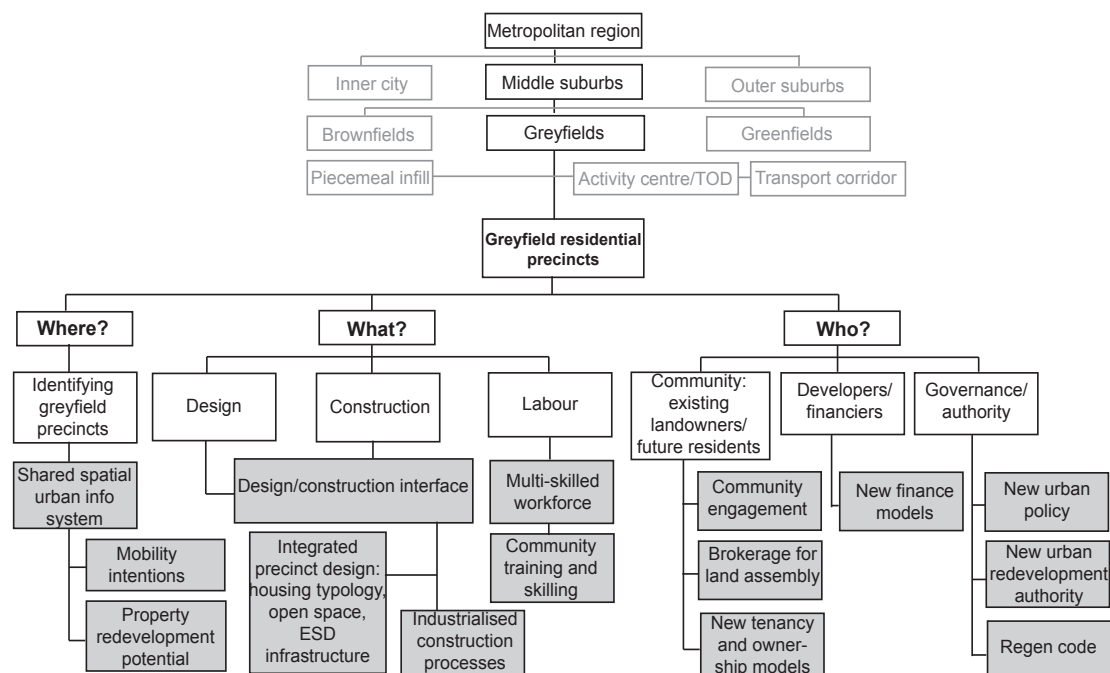 Metropolitan region
Inner city
Middle suburbs
Outer suburbs
Brownfields
Greyfields
Greenfields
Piecemeal infill
Activity centre/TOD
Transport corridor
Greyfield residential
precincts
Where?
What?
Who?
Identifying
greyfield
precincts
Design
Construction
Labour
Community:
existing
landowners/
future residents
Developers/
financiers
Governance/
authority
Shared spatial
urban info
system
Design/construction interface
Multi-skilled
workforce
Community
engagement
New finance
models
New urban
policy
Mobility
intentions
Integrated
precinct design:
housing typology,
open space,
ESD
infrastructure
Community
training and
skilling
Brokerage for
land assembly
New urban
redevelopment
authority
Property
redevelopment
potential
Industrialised
construction
processes
New tenancy
and owner-
ship models
Regen code